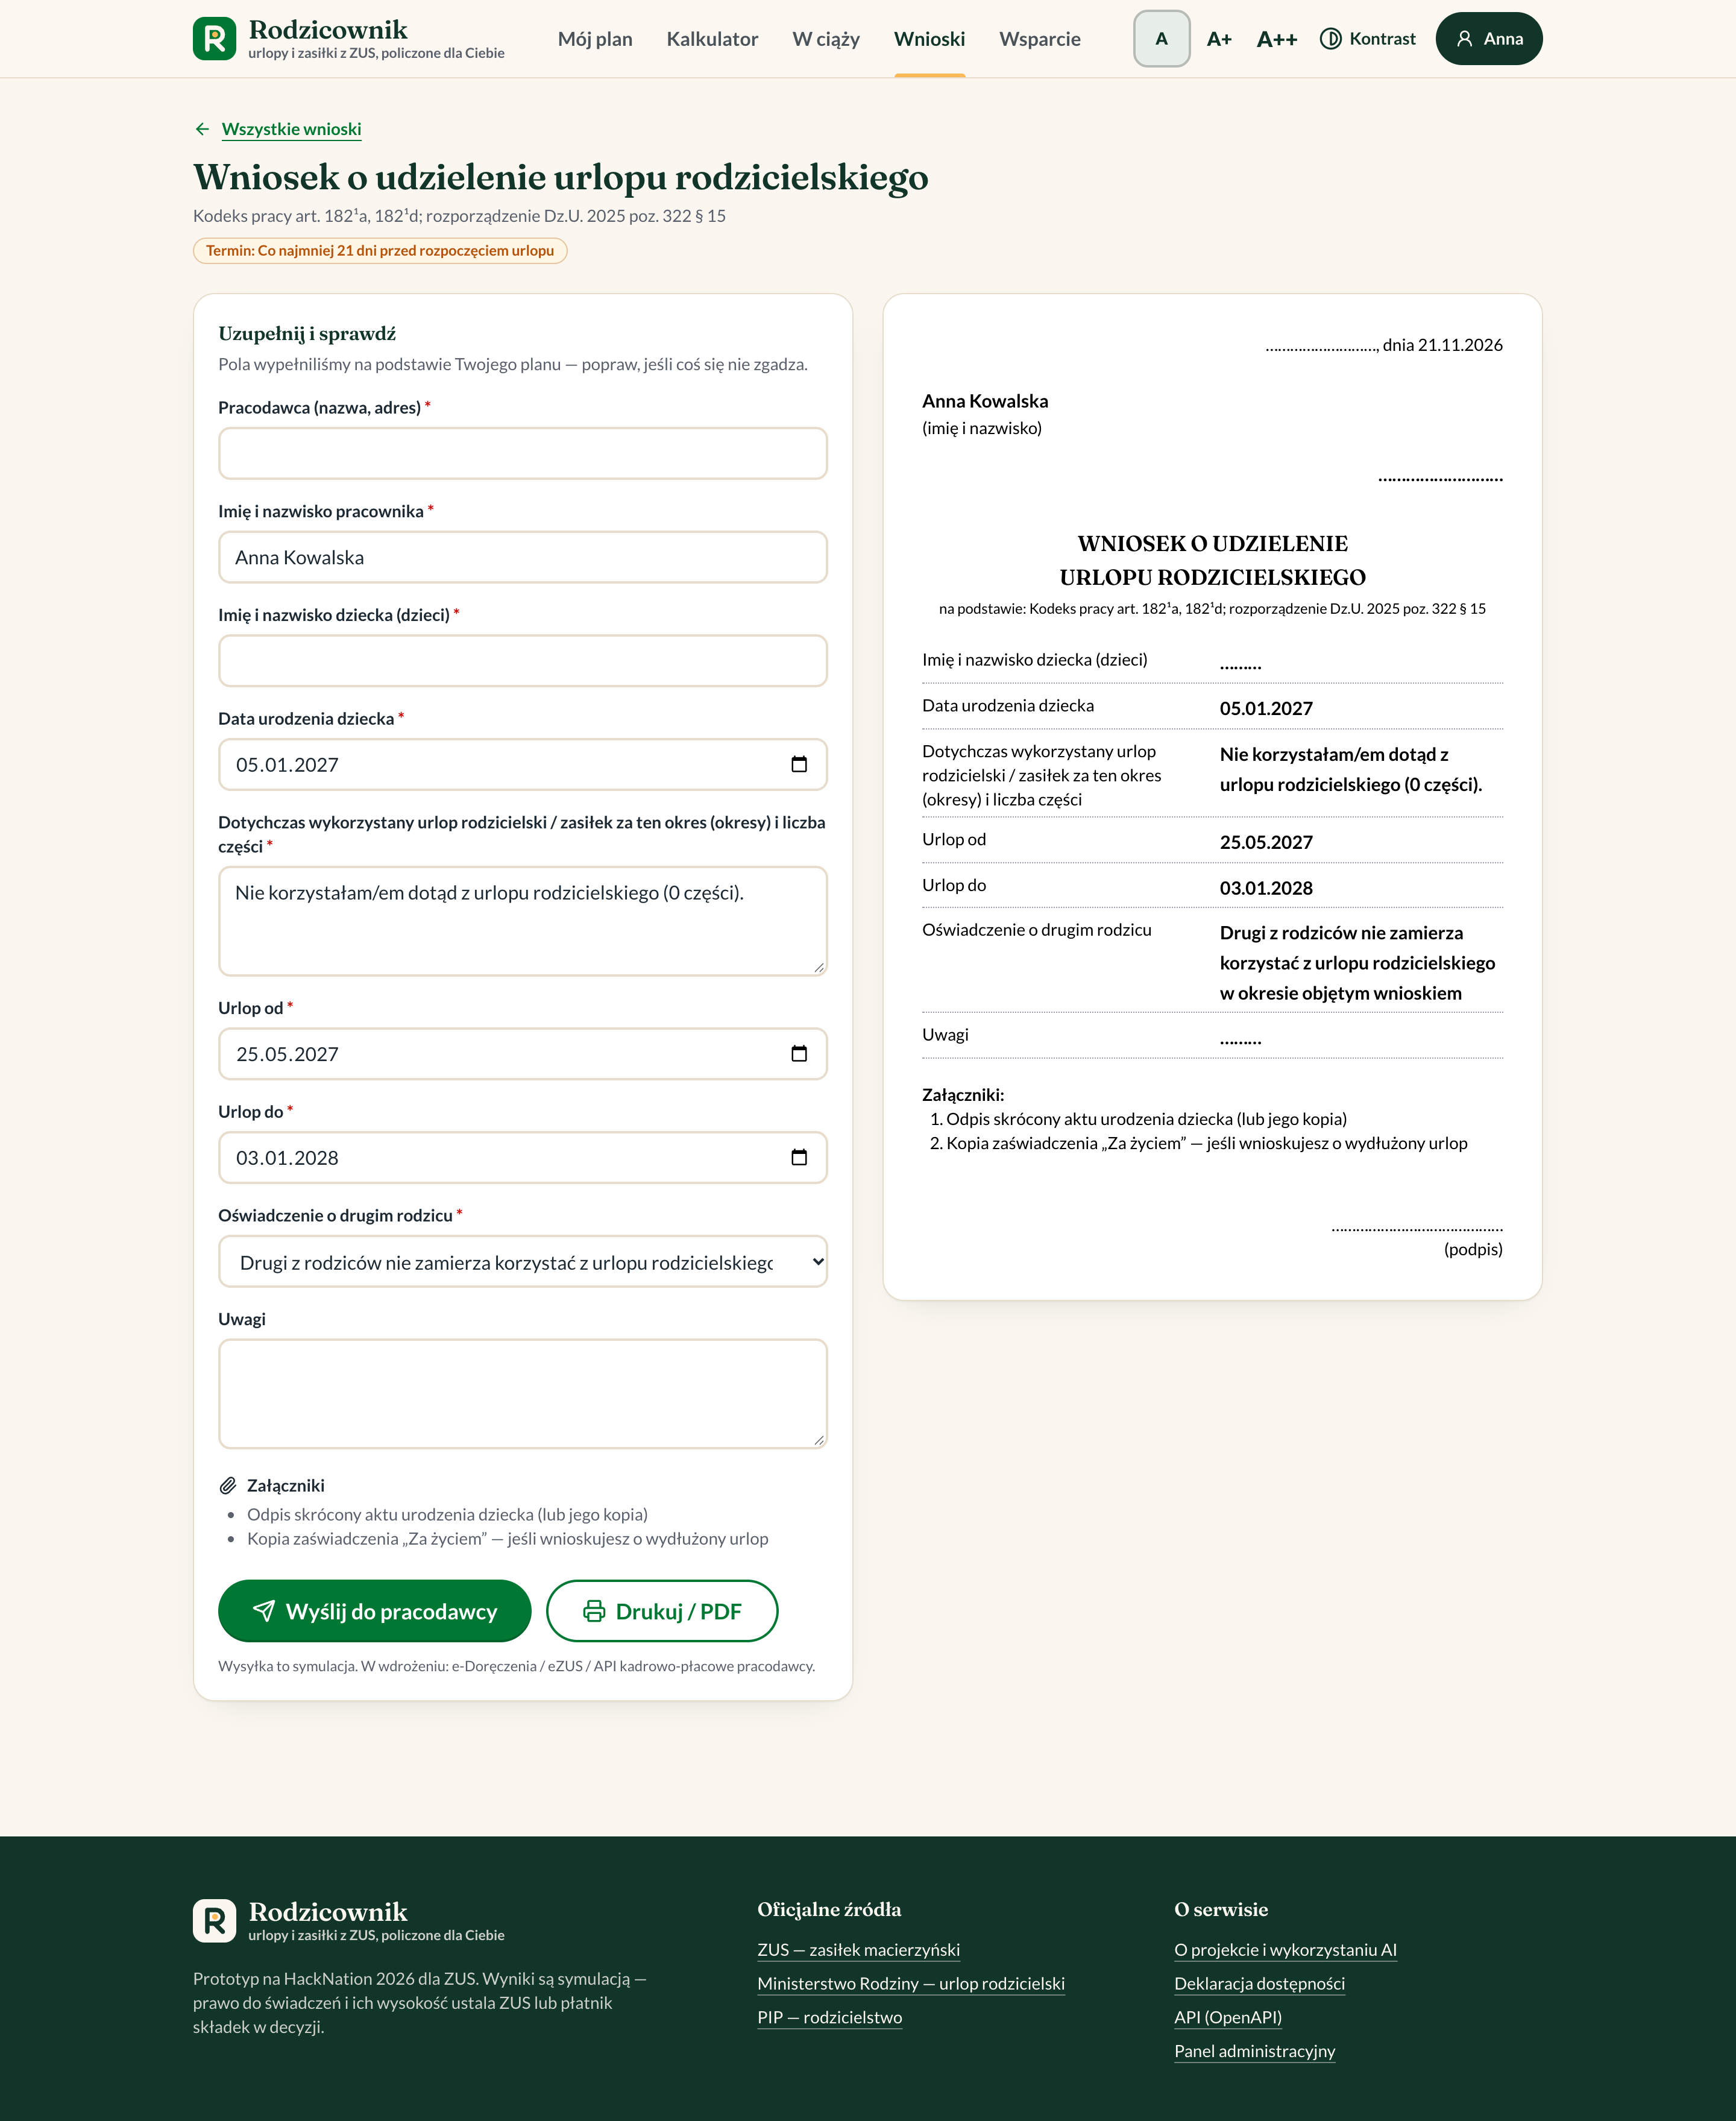 Rodzicownik
urlopy i zasiłki z ZUS, policzone dla Ciebie
Mój plan
Kalkulator
W ciąży
Wnioski
Wsparcie
A
A+
A++
Kontrast
Anna
Wszystkie wnioski
Wniosek o udzielenie urlopu rodzicielskiego
Kodeks pracy art. 182¹a, 182¹d; rozporządzenie Dz.U. 2025 poz. 322 § 15
Termin: Co najmniej 21 dni przed rozpoczęciem urlopu
Uzupełnij i sprawdź
Pola wypełniliśmy na podstawie Twojego planu — popraw, jeśli coś się nie zgadza.
Pracodawca (nazwa, adres) *
Imię i nazwisko pracownika *
Anna Kowalska
Imię i nazwisko dziecka (dzieci) *
Data urodzenia dziecka *
05.01.2027
Dotychczas wykorzystany urlop rodzicielski / zasiłek za ten okres (okresy) i liczba
części *
Nie korzystałam/em dotąd z urlopu rodzicielskiego (0 części).
Urlop od *
25.05.2027
Urlop do *
03.01.2028
Oświadczenie o drugim rodzicu *
Drugi z rodziców nie zamierza korzystać z urlopu rodzicielskiego
Uwagi
Załączniki
Odpis skrócony aktu urodzenia dziecka (lub jego kopia)
Kopia zaświadczenia „Za życiem” — jeśli wnioskujesz o wydłużony urlop
Wyślij do pracodawcy
Drukuj / PDF
Wysyłka to symulacja. W wdrożeniu: e-Doręczenia / eZUS / API kadrowo-płacowe pracodawcy.
………………………, dnia 21.11.2026
Anna Kowalska
(imię i nazwisko)
………………………
WNIOSEK O UDZIELENIE
URLOPU RODZICIELSKIEGO
na podstawie: Kodeks pracy art. 182¹a, 182¹d; rozporządzenie Dz.U. 2025 poz. 322 § 15
Imię i nazwisko dziecka (dzieci)
………
Data urodzenia dziecka
05.01.2027
Dotychczas wykorzystany urlop
rodzicielski / zasiłek za ten okres
(okresy) i liczba części
Nie korzystałam/em dotąd z
urlopu rodzicielskiego (0 części).
Urlop od
25.05.2027
Urlop do
03.01.2028
Oświadczenie o drugim rodzicu
Drugi z rodziców nie zamierza
korzystać z urlopu rodzicielskiego
w okresie objętym wnioskiem
Uwagi
………
Załączniki:
1. Odpis skrócony aktu urodzenia dziecka (lub jego kopia)
2. Kopia zaświadczenia „Za życiem” — jeśli wnioskujesz o wydłużony urlop
…………………………………
(podpis)
Rodzicownik
urlopy i zasiłki z ZUS, policzone dla Ciebie
Prototyp na HackNation 2026 dla ZUS. Wyniki są symulacją —
prawo do świadczeń i ich wysokość ustala ZUS lub płatnik
składek w decyzji.
Oficjalne źródła
ZUS — zasiłek macierzyński
Ministerstwo Rodziny — urlop rodzicielski
PIP — rodzicielstwo
O serwisie
O projekcie i wykorzystaniu AI
Deklaracja dostępności
API (OpenAPI)
Panel administracyjny